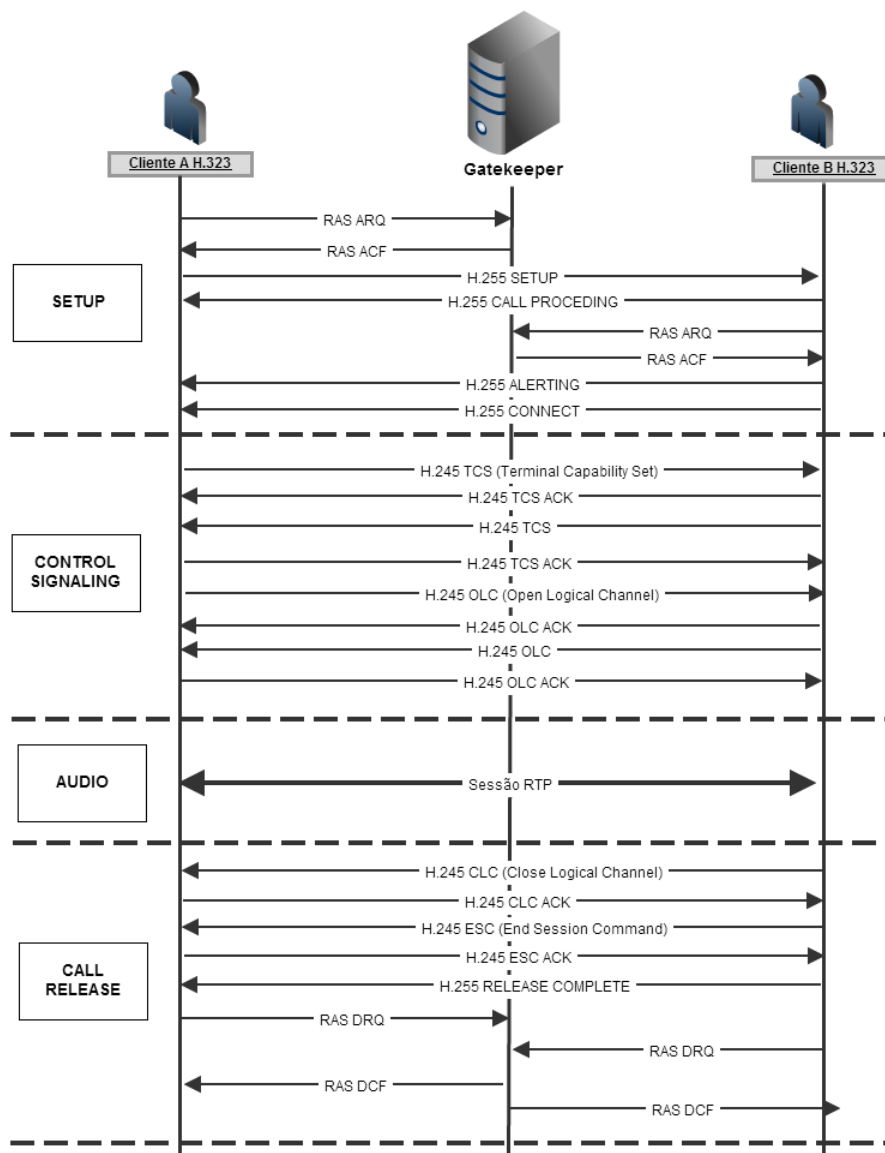 Gatekeeper
Cliente A H.323
Cliente B H.323
RAS ARQ
RAS ACF
SETUP
H.255 SETUP
H.255 CALL PROCEDING
RAS ARQ
RAS ACF
H.255 ALERTING
H.255 CONNECT
CONTROL
SIGNALING
H.245 TCS (Terminal Capability Set)
H.245 TCS ACK
H.245 TCS
H.245 TCS ACK
H.245 OLC (Open Logical Channel)
H.245 OLC ACK
H.245 OLC
H.245 OLC ACK
AUDIO
Sessão RTP
CALL
RELEASE
H.245 CLC (Close Logical Channel)
H.245 CLC ACK
H.245 ESC (End Session Command)
H.245 ESC ACK
H.255 RELEASE COMPLETE
RAS DRQ
RAS DRQ
RAS DCF
RAS DCF